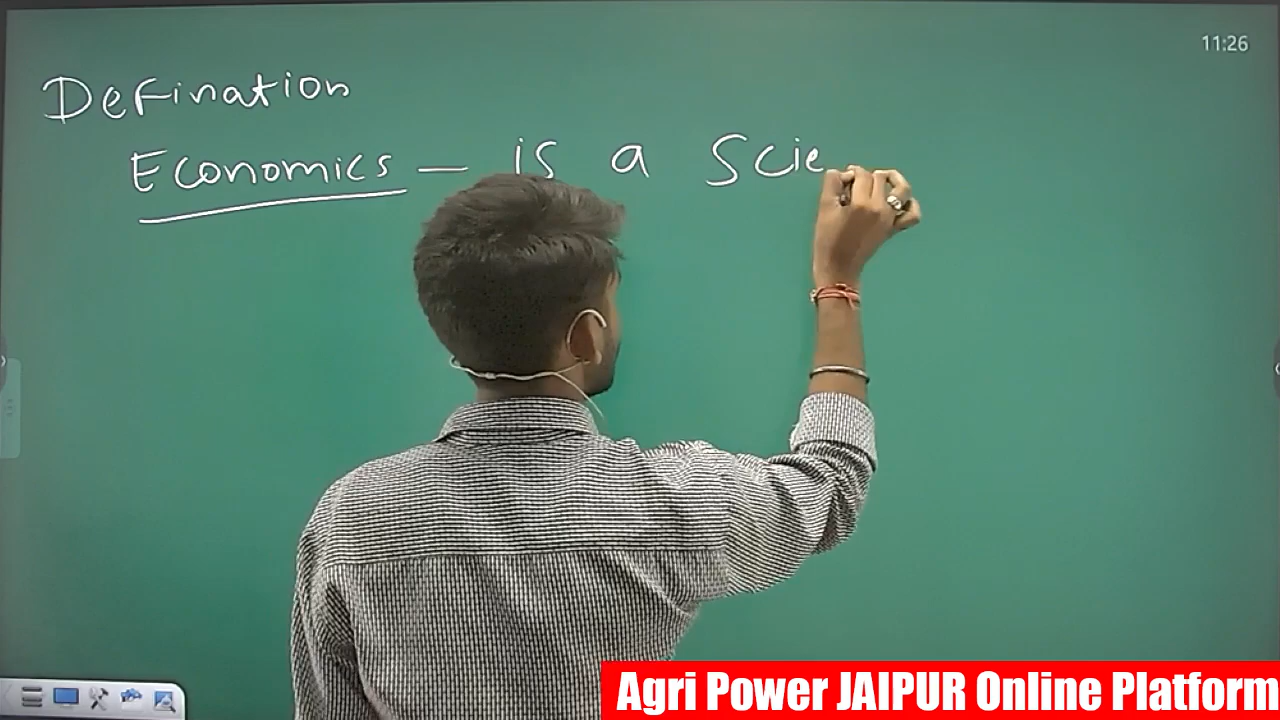 11:26
Defination
Economics — is a Scie
Agri Power JAIPUR Online Platform